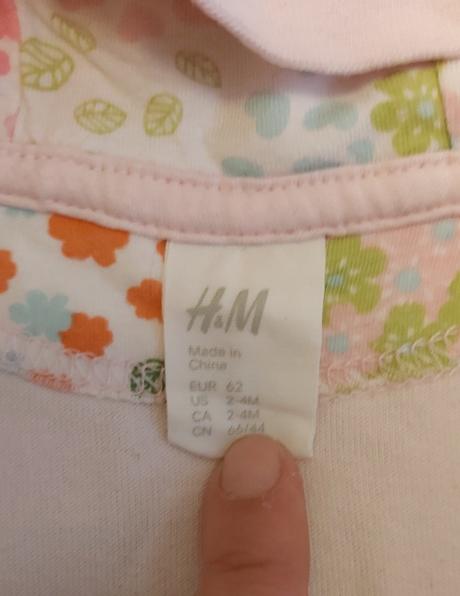 H&M
Made in
China
EUR 62
US 2-4M
CA 2-4M
CN 66/44